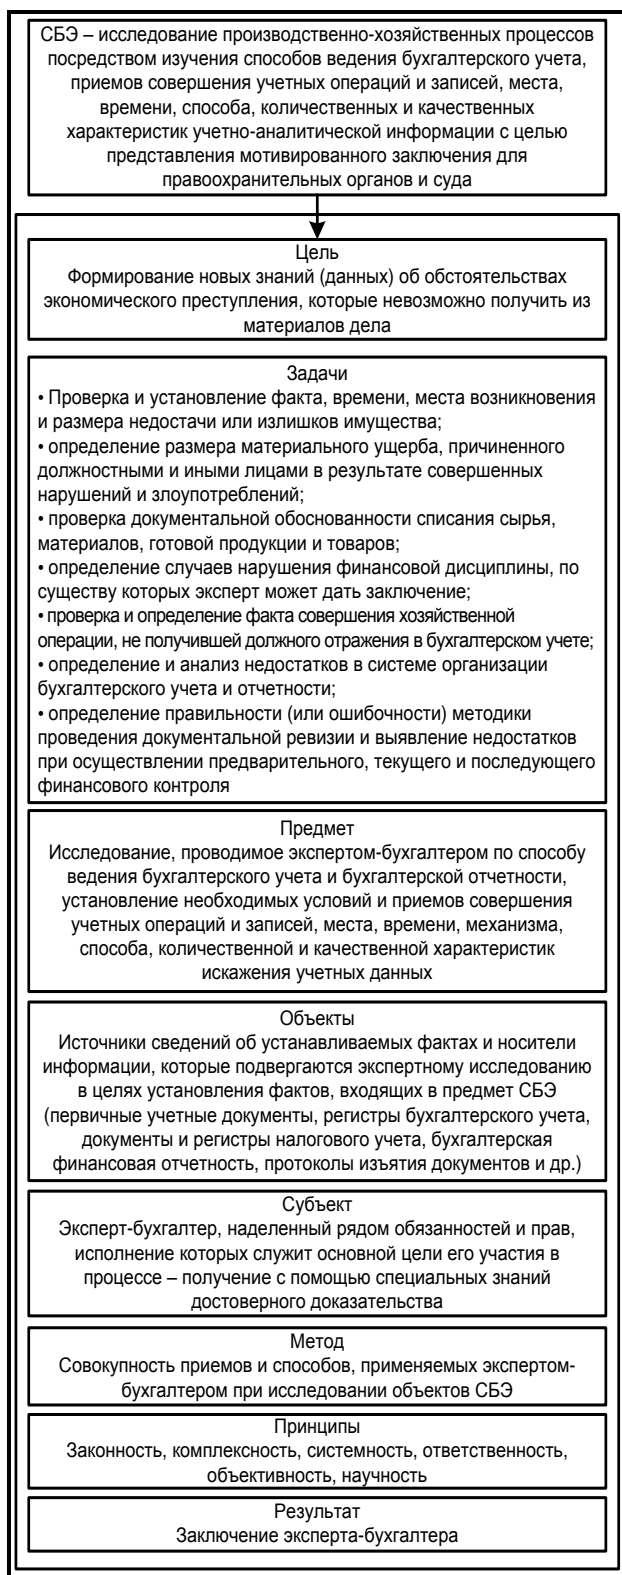 СБЭ – исследование производственно-хозяйственных процессов
посредством изучения способов ведения бухгалтерского учета,
приемов совершения учетных операций и записей, места,
времени, способа, количественных и качественных
характеристик учетно-аналитической информации с целью
представления мотивированного заключения для
правоохранительных органов и суда
Цель
Формирование новых знаний (данных) об обстоятельствах
экономического преступления, которые невозможно получить из
материалов дела
Задачи
• Проверка и установление факта, времени, места возникновения
и размера недостачи или излишков имущества;
• определение размера материального ущерба, причиненного
должностными и иными лицами в результате совершенных
нарушений и злоупотреблений;
• проверка документальной обоснованности списания сырья,
материалов, готовой продукции и товаров;
• определение случаев нарушения финансовой дисциплины, по
существу которых эксперт может дать заключение;
• проверка и определение факта совершения хозяйственной
операции, не получившей должного отражения в бухгалтерском учете;
• определение и анализ недостатков в системе организации
бухгалтерского учета и отчетности;
• определение правильности (или ошибочности) методики
проведения документальной ревизии и выявление недостатков
при осуществлении предварительного, текущего и последующего
финансового контроля
Предмет
Исследование, проводимое экспертом-бухгалтером по способу
ведения бухгалтерского учета и бухгалтерской отчетности,
установление необходимых условий и приемов совершения
учетных операций и записей, места, времени, механизма,
способа, количественной и качественной характеристик
искажения учетных данных
Объекты
Источники сведений об устанавливаемых фактах и носители
информации, которые подвергаются экспертному исследованию
в целях установления фактов, входящих в предмет СБЭ
(первичные учетные документы, регистры бухгалтерского учета,
документы и регистры налогового учета, бухгалтерская
финансовая отчетность, протоколы изъятия документов и др.)
Субъект
Эксперт-бухгалтер, наделенный рядом обязанностей и прав,
исполнение которых служит основной цели его участия в
процессе – получение с помощью специальных знаний
достоверного доказательства
Метод
Совокупность приемов и способов, применяемых экспертом-
бухгалтером при исследовании объектов СБЭ
Принципы
Законность, комплексность, системность, ответственность,
объективность, научность
Результат
Заключение эксперта-бухгалтера